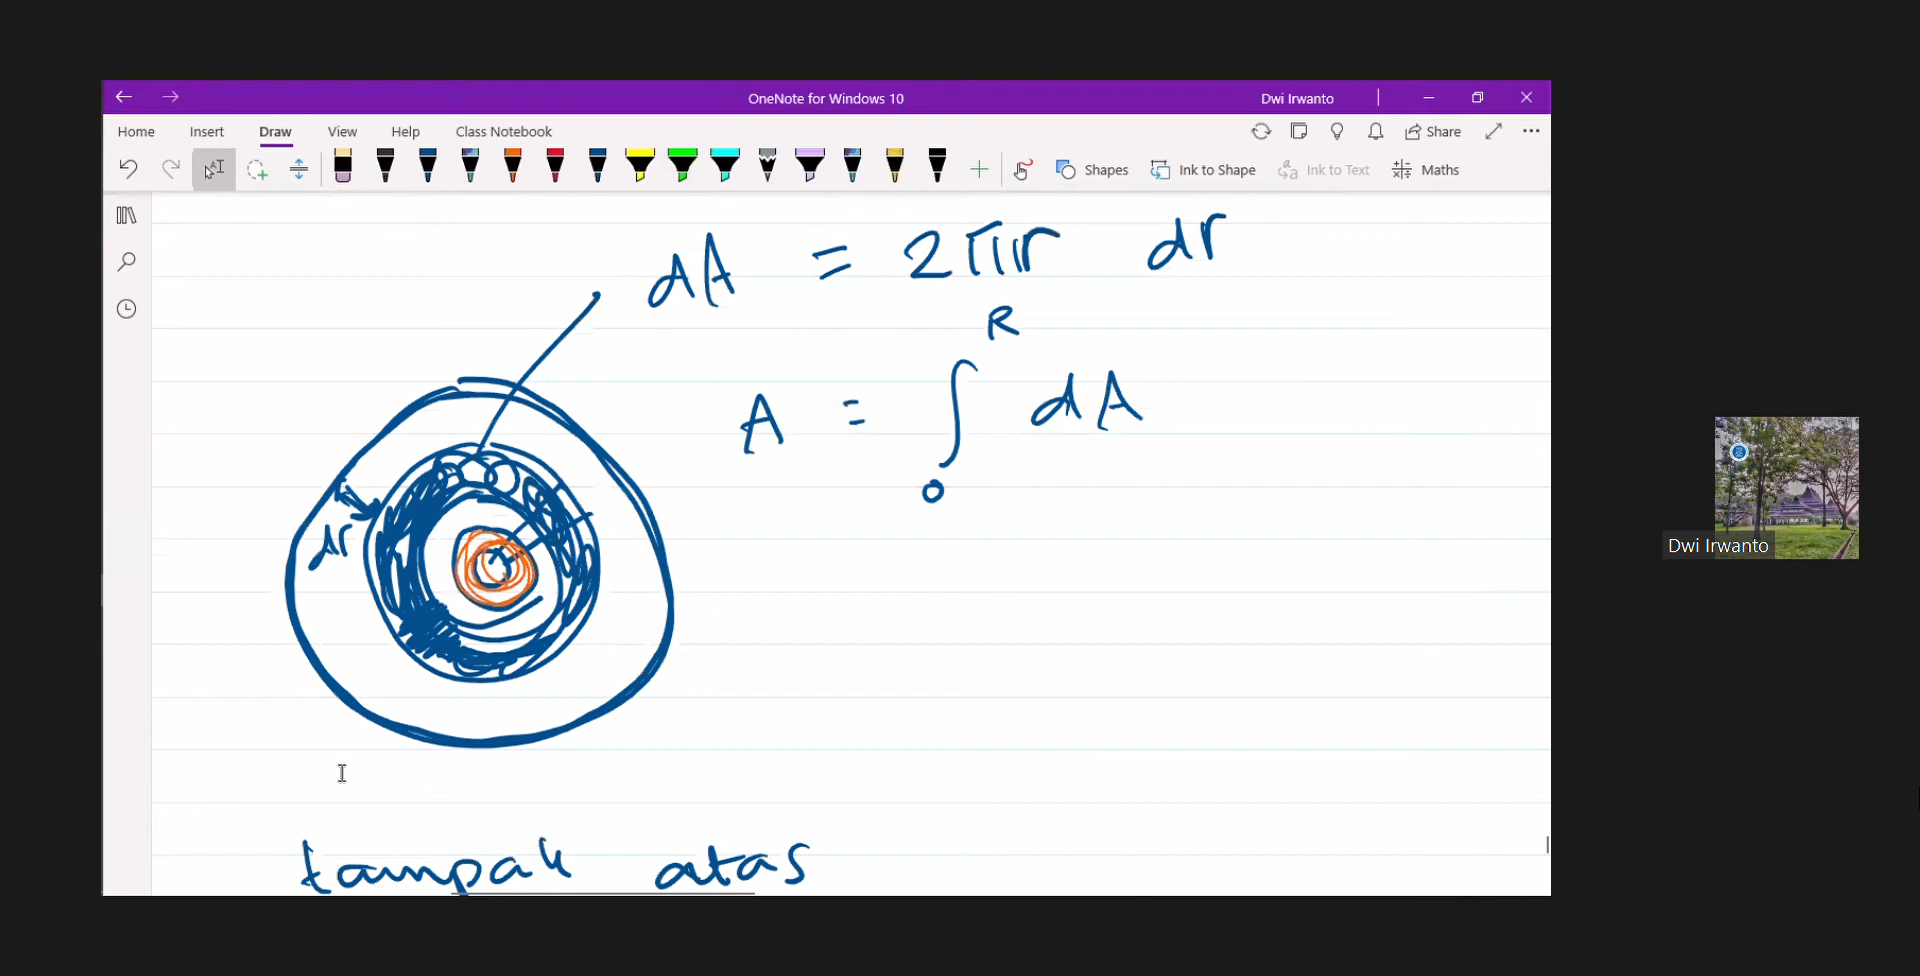 OneNote for Windows 10
Dwi Irwanto
Home Insert Draw View Help Class Notebook
Share
Shapes Ink to Shape Ink to Text Maths
dA = 2πr dr
R
A = ∫ dA
0
dr
Dwi Irwanto
tampak atas